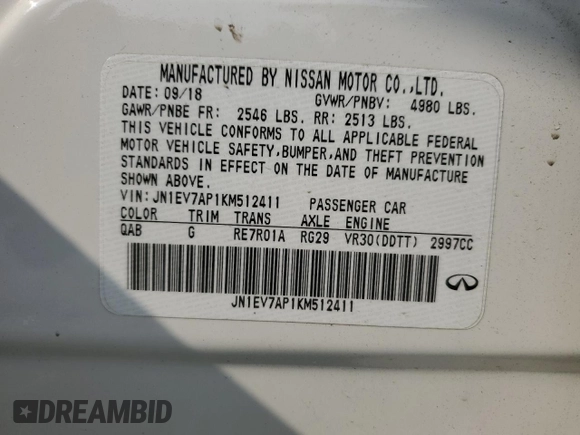 MANUFACTURED BY NISSAN MOTOR CO.,LTD.
DATE: 09/18 GVWR/PNBV: 4980 LBS.
GAWR/PNBE FR: 2546 LBS. RR: 2513 LBS.
THIS VEHICLE CONFORMS TO ALL APPLICABLE FEDERAL
MOTOR VEHICLE SAFETY,BUMPER,AND THEFT PREVENTION
STANDARDS IN EFFECT ON THE DATE OF MANUFACTURE
SHOWN ABOVE.
VIN: JN1EV7AP1KM512411 PASSENGER CAR
COLOR TRIM TRANS AXLE ENGINE
QAB G RE7R01A RG29 VR30(DDTT) 2997CC
JN1EV7AP1KM512411
DREAMBID